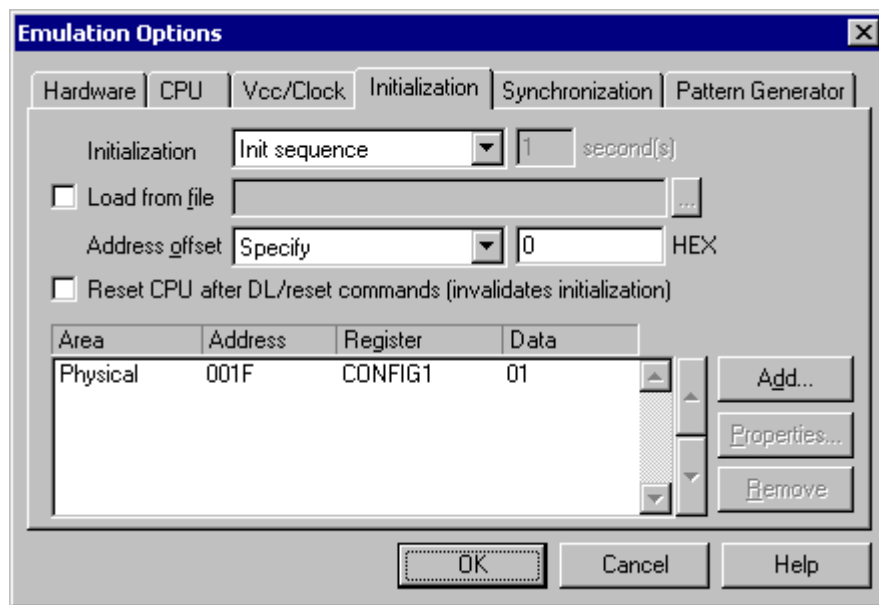 Emulation Options
Hardware CPU Vcc/Clock Initialization Synchronization Pattern Generator
Initialization Init sequence 1 second(s)
Load from file ...
Address offset Specify 0 HEX
Reset CPU after DL/reset commands (invalidates initialization)
Area Address Register Data
Physical 001F CONFIG1 01
Add...
Properties...
Remove
OK Cancel Help